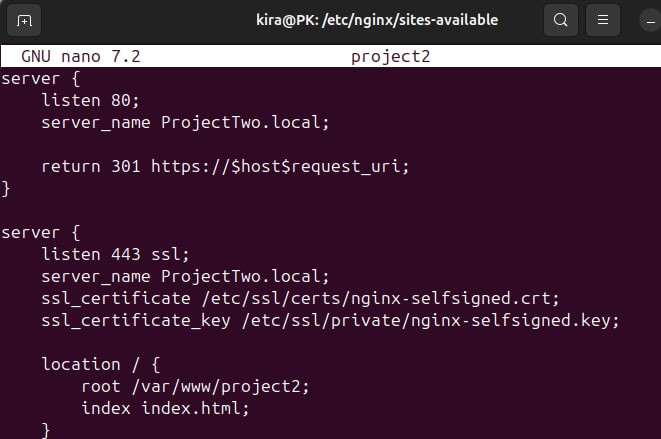 kira@PK: /etc/nginx/sites-available
GNU nano 7.2 project2
server {
    listen 80;
    server_name ProjectTwo.local;

    return 301 https://$host$request_uri;
}

server {
    listen 443 ssl;
    server_name ProjectTwo.local;
    ssl_certificate /etc/ssl/certs/nginx-selfsigned.crt;
    ssl_certificate_key /etc/ssl/private/nginx-selfsigned.key;

    location / {
        root /var/www/project2;
        index index.html;
    }